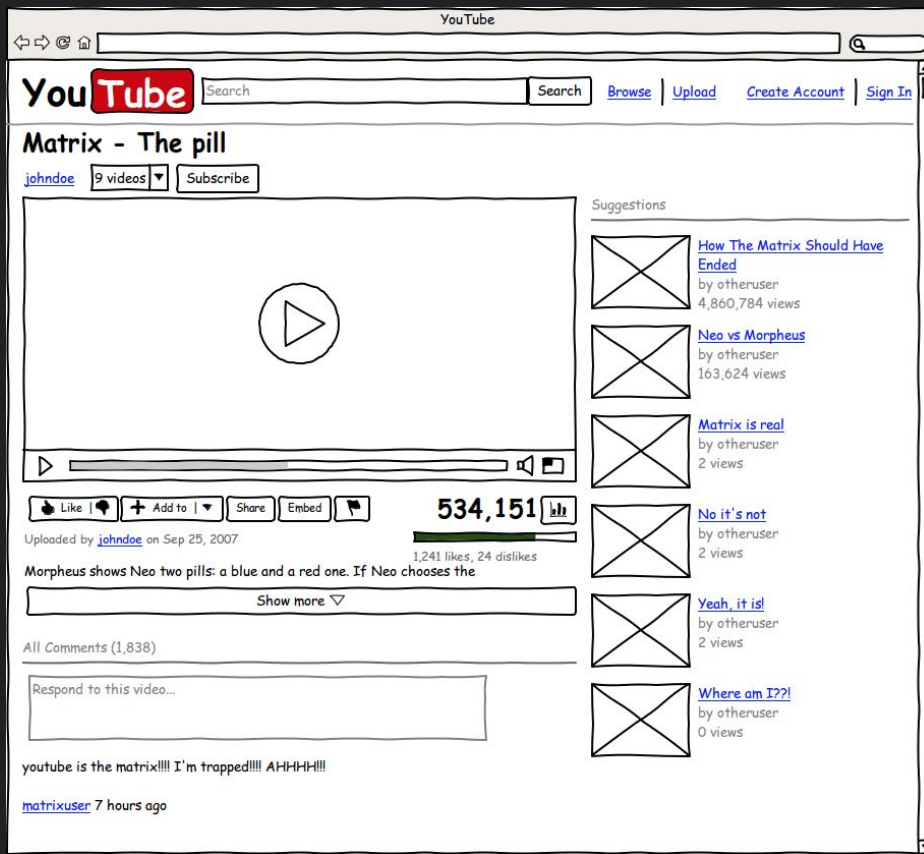 YouTube
YouTube
Search
Search
Browse
Upload
Create Account
Sign In
Matrix - The pill
johndoe
9 videos
Subscribe
Like
Add to
Share
Embed
534,151
Uploaded by johndoe on Sep 25, 2007
1,241 likes, 24 dislikes
Morpheus shows Neo two pills: a blue and a red one. If Neo chooses the
Show more
All Comments (1,838)
Respond to this video...
youtube is the matrix!!!! I'm trapped!!!! AHHHH!!!
matrixuser 7 hours ago
Suggestions
How The Matrix Should Have
Ended
by otheruser
4,860,784 views
Neo vs Morpheus
by otheruser
163,624 views
Matrix is real
by otheruser
2 views
No it's not
by otheruser
2 views
Yeah, it is!
by otheruser
2 views
Where am I??!
by otheruser
0 views